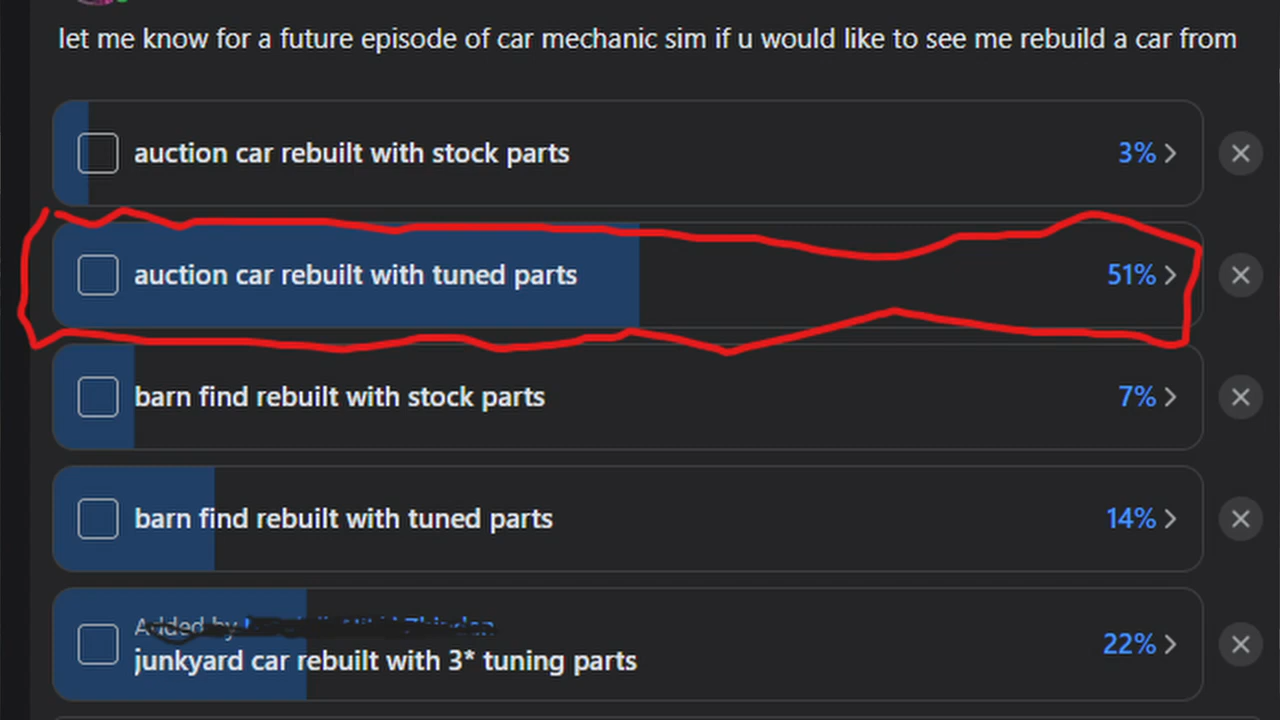 let me know for a future episode of car mechanic sim if u would like to see me rebuild a car from
auction car rebuilt with stock parts
3%
auction car rebuilt with tuned parts
51%
barn find rebuilt with stock parts
7%
barn find rebuilt with tuned parts
14%
Added by
junkyard car rebuilt with 3* tuning parts
22%